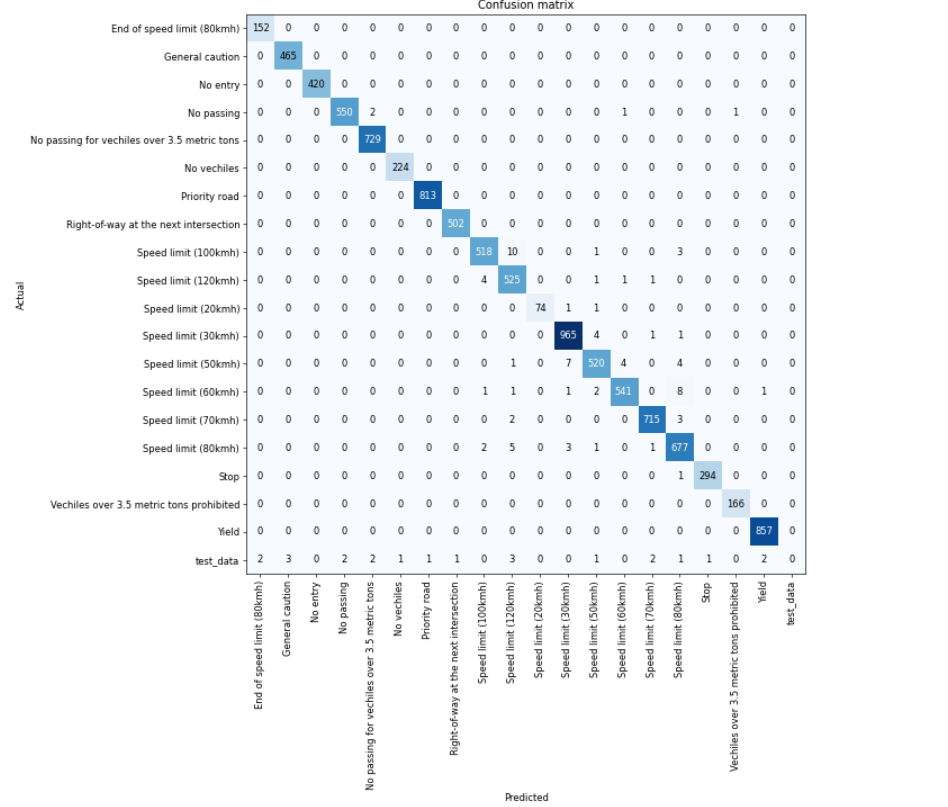 Confusion matrix
End of speed limit (80kmh) 152 0 0 0 0 0 0 0 0 0 0 0 0 0 0 0 0 0 0 0
General caution 0 465 0 0 0 0 0 0 0 0 0 0 0 0 0 0 0 0 0 0
No entry 0 0 420 0 0 0 0 0 0 0 0 0 0 0 0 0 0 0 0 0
No passing 0 0 0 550 2 0 0 0 0 0 0 0 0 1 0 0 0 1 0 0
No passing for vechiles over 3.5 metric tons 0 0 0 0 729 0 0 0 0 0 0 0 0 0 0 0 0 0 0 0
No vechiles 0 0 0 0 0 224 0 0 0 0 0 0 0 0 0 0 0 0 0 0
Priority road 0 0 0 0 0 0 813 0 0 0 0 0 0 0 0 0 0 0 0 0
Right-of-way at the next intersection 0 0 0 0 0 0 0 502 0 0 0 0 0 0 0 0 0 0 0 0
Speed limit (100kmh) 0 0 0 0 0 0 0 0 518 10 0 0 1 0 0 3 0 0 0 0
Speed limit (120kmh) 0 0 0 0 0 0 0 0 4 525 0 0 1 1 1 0 0 0 0 0
Speed limit (20kmh) 0 0 0 0 0 0 0 0 0 0 74 1 1 0 0 0 0 0 0 0
Speed limit (30kmh) 0 0 0 0 0 0 0 0 0 0 0 965 4 0 1 1 0 0 0 0
Speed limit (50kmh) 0 0 0 0 0 0 0 0 0 1 0 7 520 4 0 4 0 0 0 0
Speed limit (60kmh) 0 0 0 0 0 0 0 0 1 1 0 1 2 541 0 8 0 0 1 0
Speed limit (70kmh) 0 0 0 0 0 0 0 0 0 2 0 0 0 0 715 3 0 0 0 0
Speed limit (80kmh) 0 0 0 0 0 0 0 0 2 5 0 3 1 0 1 677 0 0 0 0
Stop 0 0 0 0 0 0 0 0 0 0 0 0 0 0 0 1 294 0 0 0
Vechiles over 3.5 metric tons prohibited 0 0 0 0 0 0 0 0 0 0 0 0 0 0 0 0 0 166 0 0
Yield 0 0 0 0 0 0 0 0 0 0 0 0 0 0 0 0 0 0 857 0
test_data 2 3 0 2 2 1 1 1 0 3 0 0 1 0 2 1 1 0 2 0
Actual
End of speed limit (80kmh)
General caution
No entry
No passing
No passing for vechiles over 3.5 metric tons
No vechiles
Priority road
Right-of-way at the next intersection
Speed limit (100kmh)
Speed limit (120kmh)
Speed limit (20kmh)
Speed limit (30kmh)
Speed limit (50kmh)
Speed limit (60kmh)
Speed limit (70kmh)
Speed limit (80kmh)
Stop
Vechiles over 3.5 metric tons prohibited
Yield
test_data
Predicted